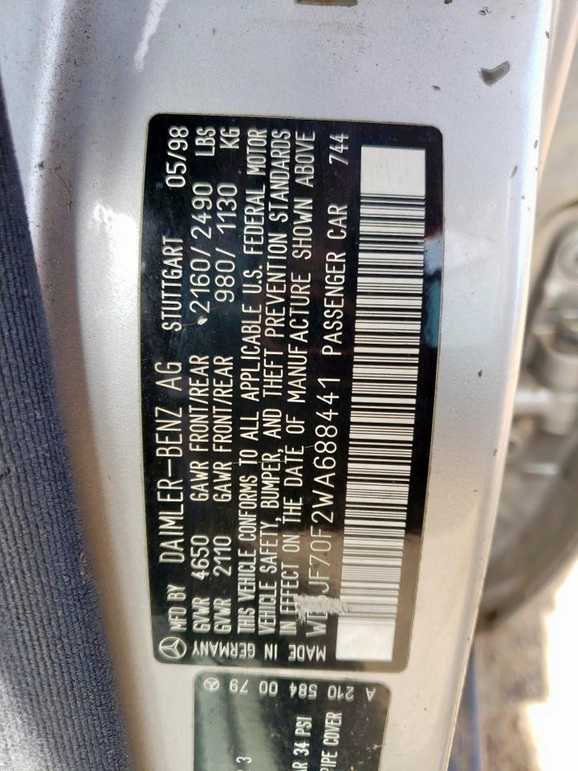 MFD BY DAIMLER-BENZ AG STUTTGART 05/98
GVWR 4650 GAWR FRONT/REAR 2160/2490 LBS
GVWR 2110 GAWR FRONT/REAR 980/1130 KG
THIS VEHICLE CONFORMS TO ALL APPLICABLE U.S. FEDERAL MOTOR
VEHICLE SAFETY, BUMPER, AND THEFT PREVENTION STANDARDS
IN EFFECT ON THE DATE OF MANUFACTURE SHOWN ABOVE
JF70F2WA688441 PASSENGER CAR 744
MADE IN GERMANY
A 210 584 00 79
3
AR 34 PSI
PIPE COVER